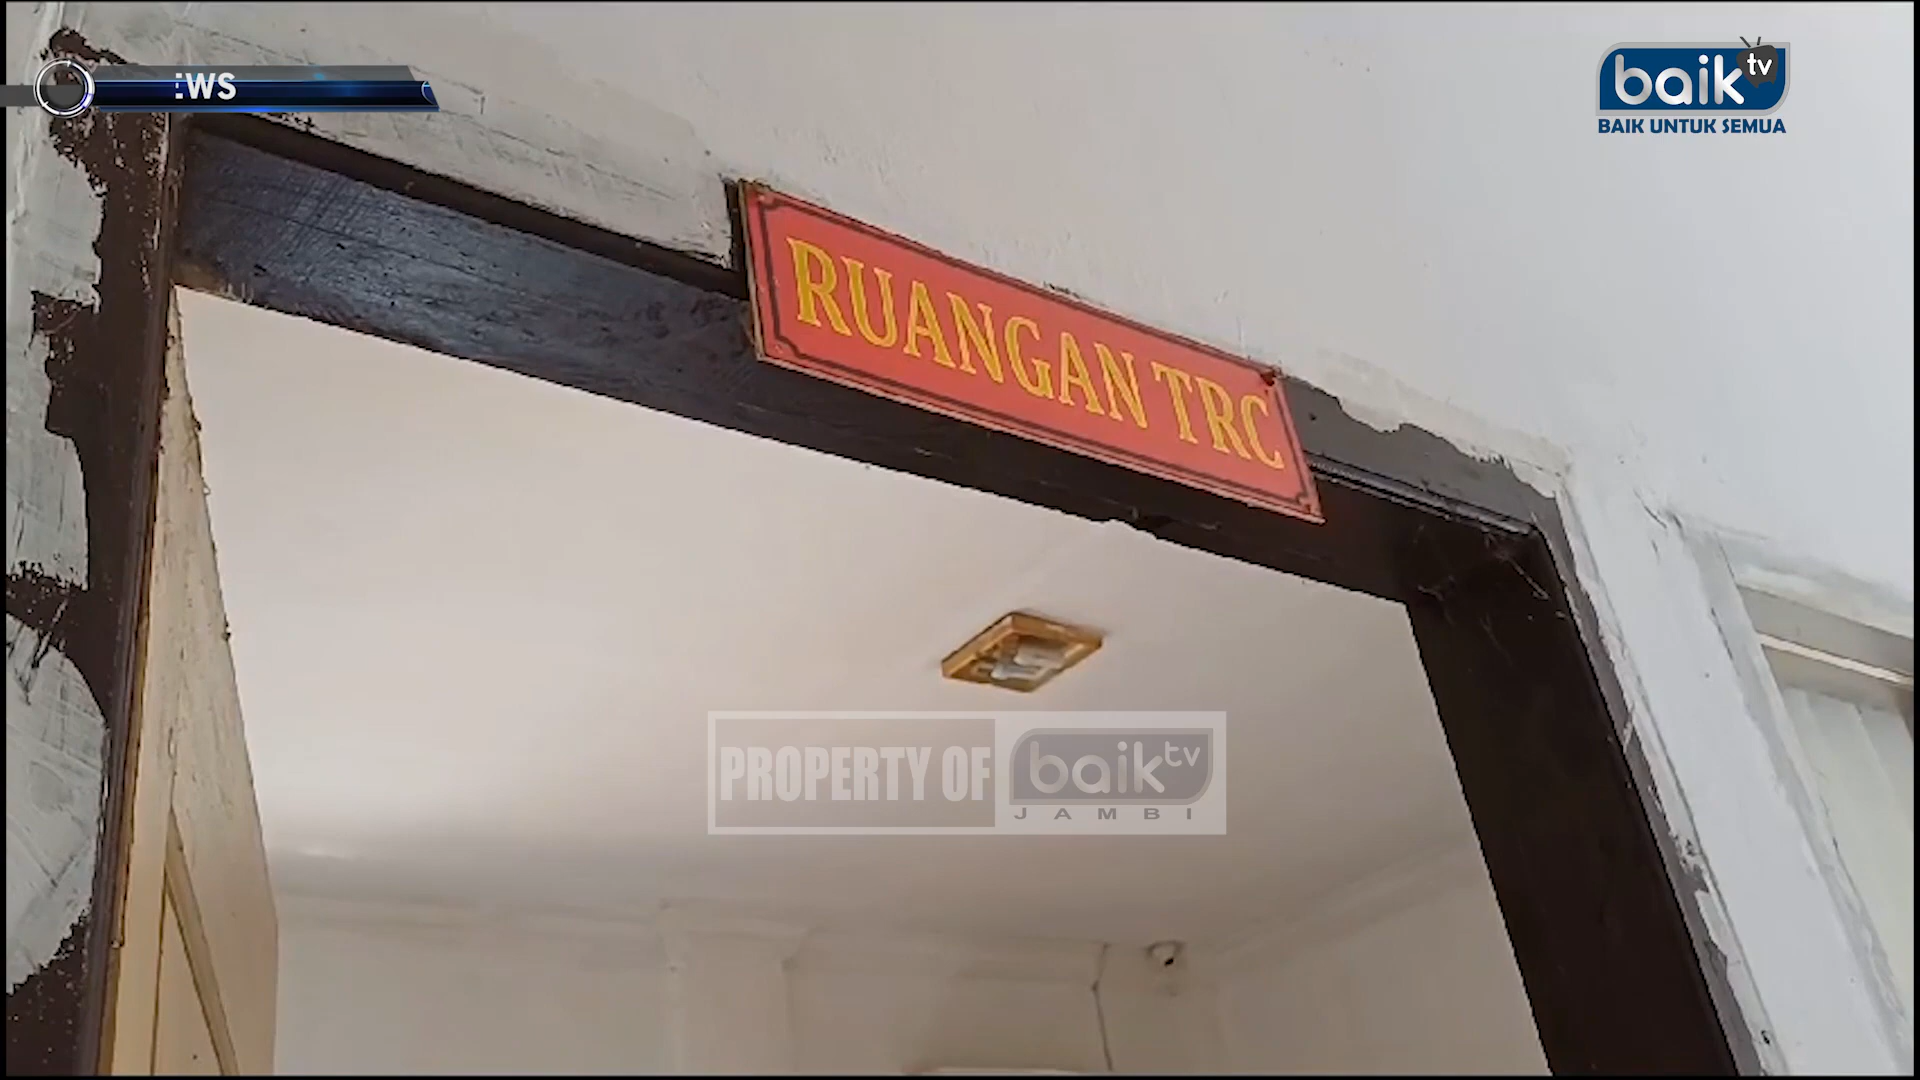 :WS
baik tv
BAIK UNTUK SEMUA
RUANGAN TRC
PROPERTY OF baik tv
JAMBI